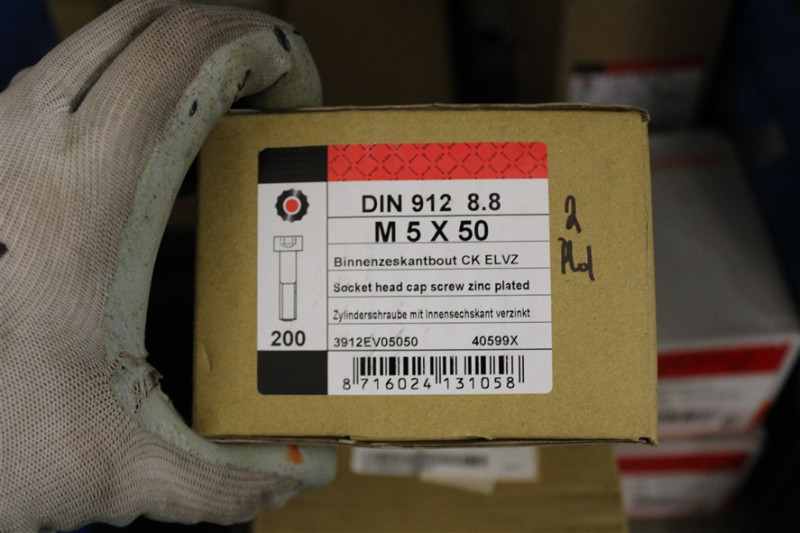 DIN 912 8.8
M 5 X 50
Binnenzeskantbout CK ELVZ
Socket head cap screw zinc plated
Zylinderschraube mit Innensechskant verzinkt
200
3912EV05050 40599X
8 716024 131058
2